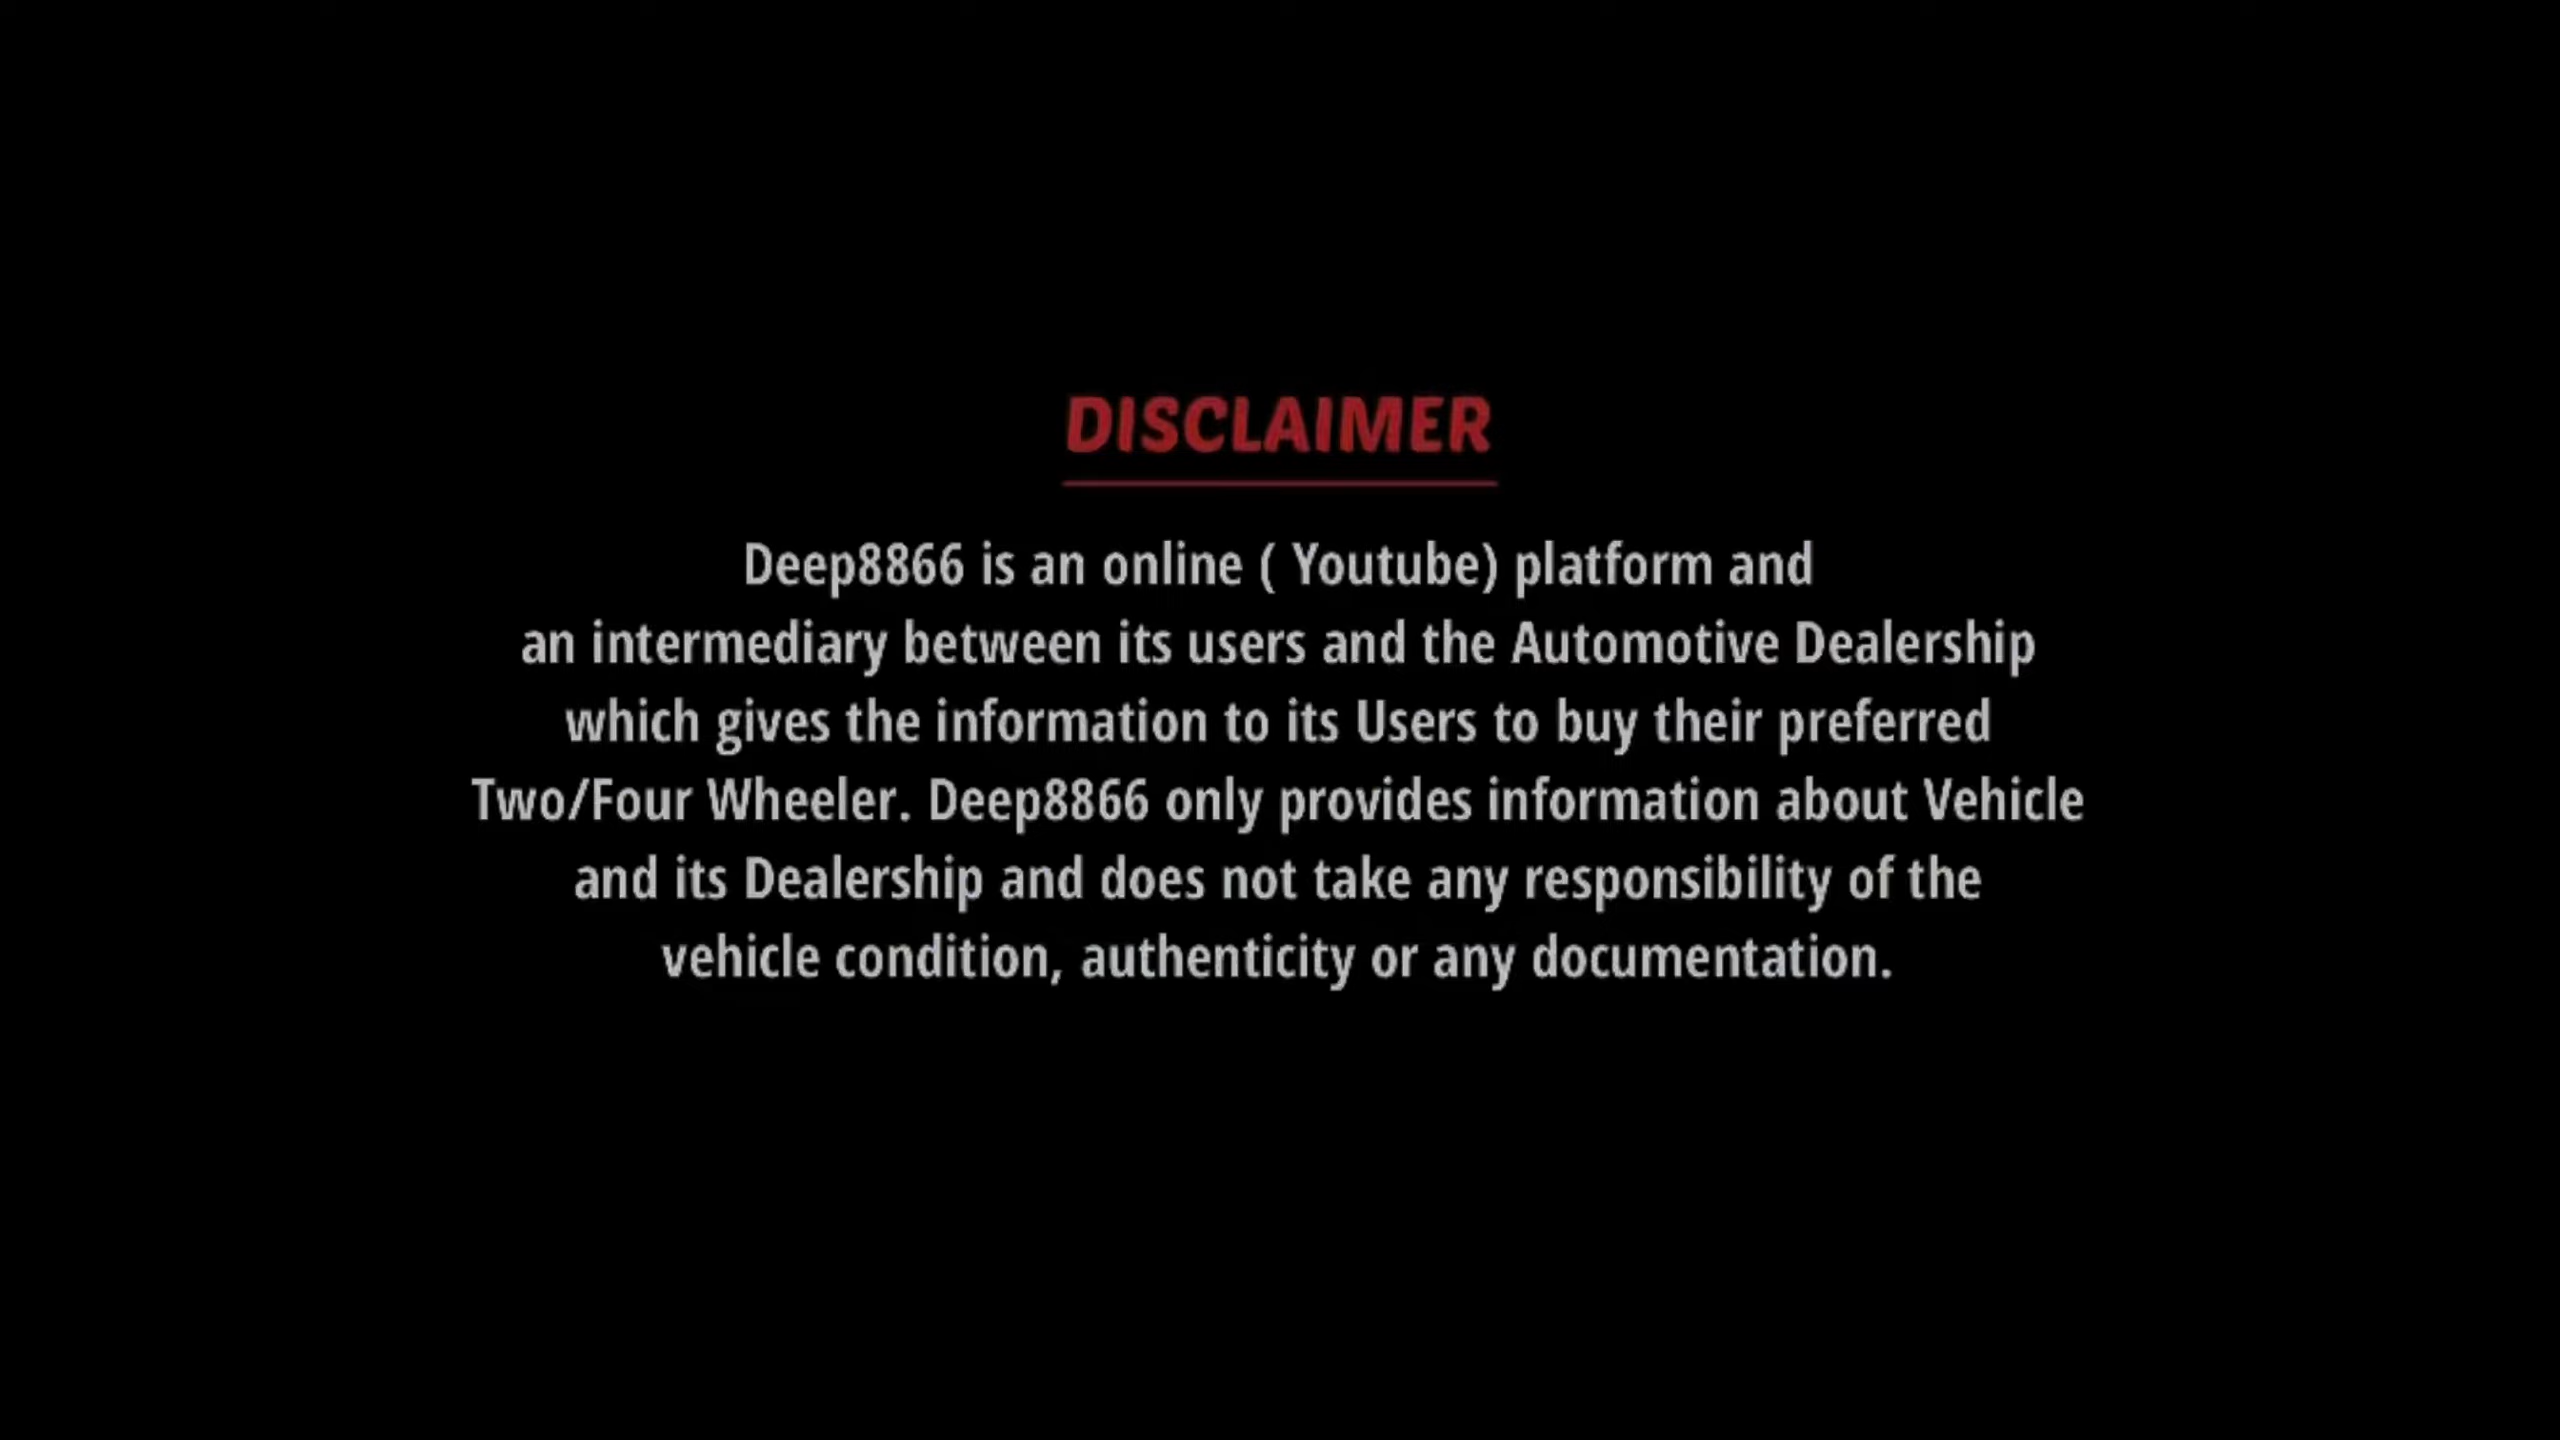 DISCLAIMER
Deep8866 is an online ( Youtube) platform and
an intermediary between its users and the Automotive Dealership
which gives the information to its Users to buy their preferred
Two/Four Wheeler. Deep8866 only provides information about Vehicle
and its Dealership and does not take any responsibility of the
vehicle condition, authenticity or any documentation.